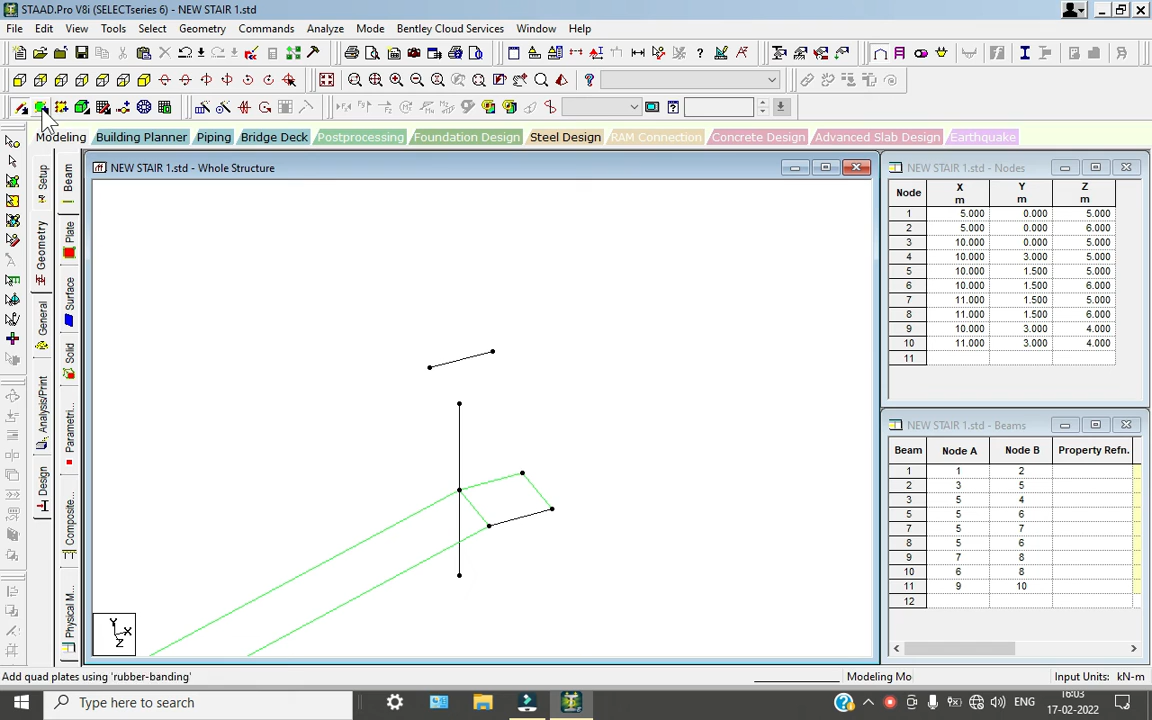 STAAD.Pro V8i (SELECTseries 6) - NEW STAIR 1.std
File Edit View Tools Select Geometry Commands Analyze Mode Bentley Cloud Services Window Help
Modeling Building Planner Piping Bridge Deck Postprocessing Foundation Design Steel Design RAM Connection Concrete Design Advanced Slab Design Earthquake
Setup
Geometry
General
Analysis/Print
Design
Beam
Plate
Surface
Solid
Parametri...
Composite...
Physical M...
NEW STAIR 1.std - Whole Structure
Y
X
Z
NEW STAIR 1.std - Nodes
Node X m Y m Z m
1 5.000 0.000 5.000
2 5.000 0.000 6.000
3 10.000 0.000 5.000
4 10.000 3.000 5.000
5 10.000 1.500 5.000
6 10.000 1.500 6.000
7 11.000 1.500 5.000
8 11.000 1.500 6.000
9 10.000 3.000 4.000
10 11.000 3.000 4.000
11
NEW STAIR 1.std - Beams
Beam Node A Node B Property Refn.
1 1 2
2 3 5
3 5 4
5 5 6
7 5 7
8 5 6
9 7 8
10 6 8
11 9 10
12
Add quad plates using 'rubber-banding'
Modeling Mo
Input Units: kN-m
Type here to search
ENG
16:03
17-02-2022